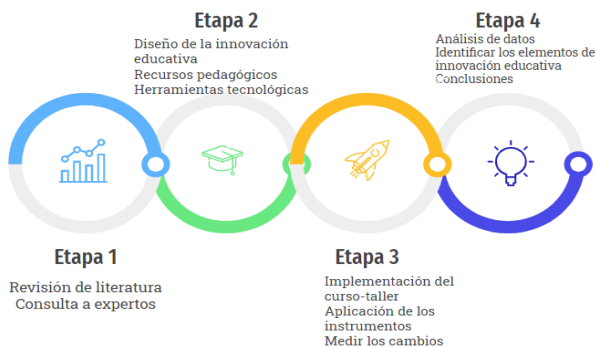 Etapa 1
Revisión de literatura
Consulta a expertos
Etapa 2
Diseño de la innovación
educativa
Recursos pedagógicos
Herramientas tecnológicas
Etapa 3
Implementación del
curso-taller
Aplicación de los
instrumentos
Medir los cambios
Etapa 4
Análisis de datos
Identificar los elementos de
innovación educativa
Conclusiones